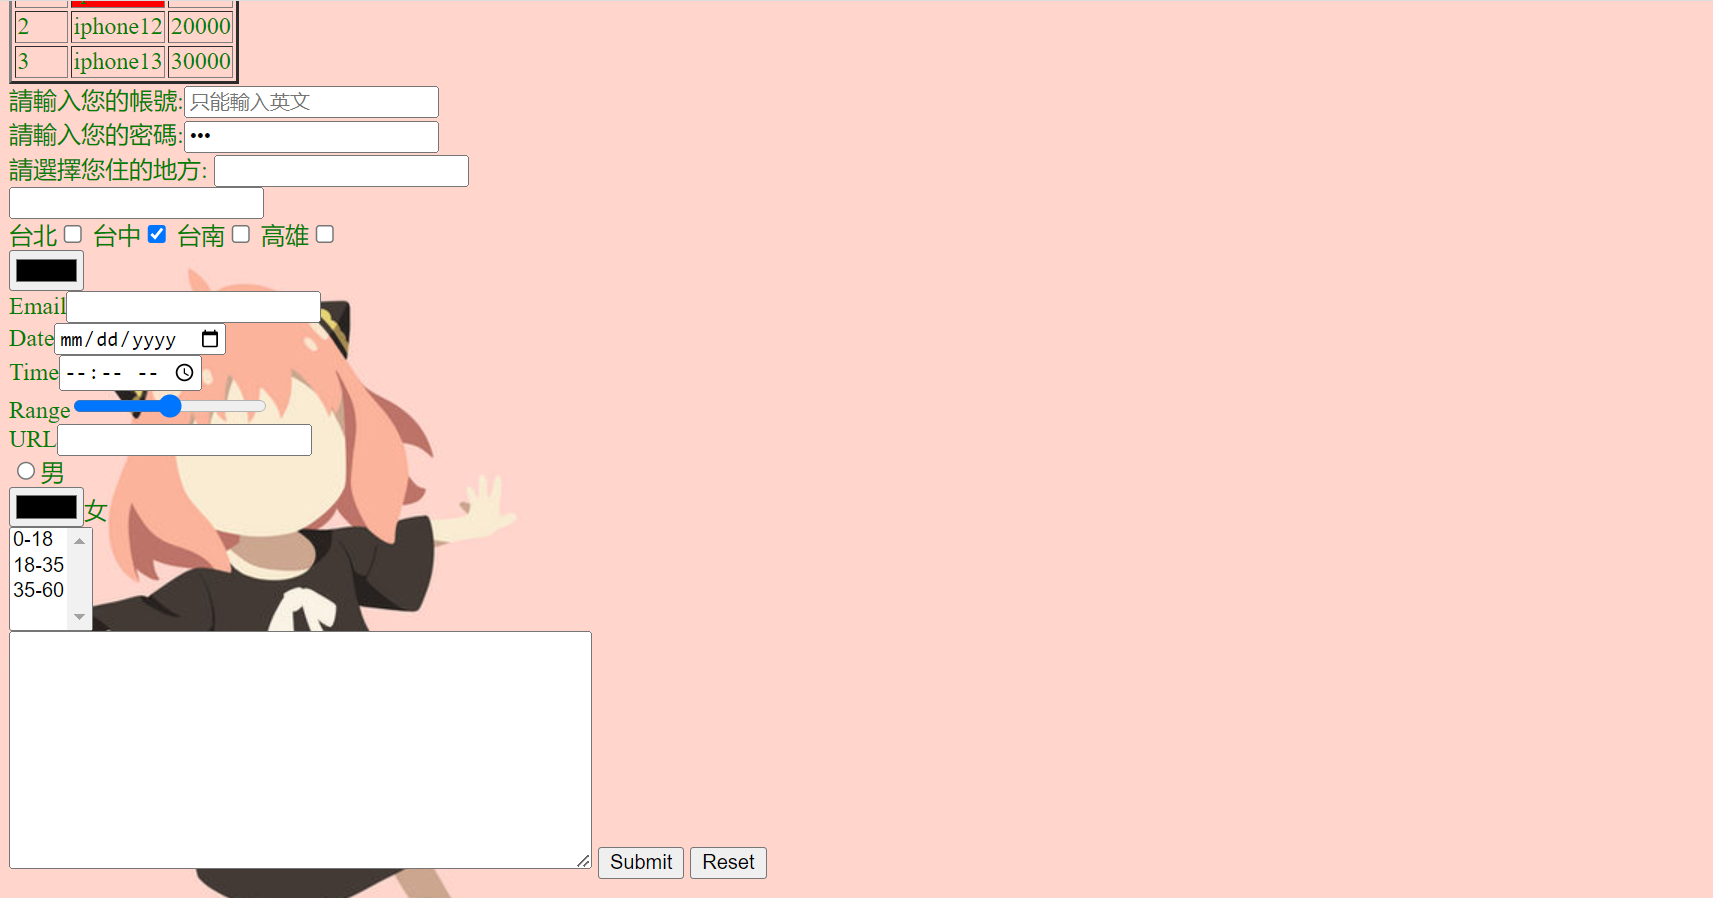 2 iphone12 20000
3 iphone13 30000
請輸入您的帳號:只能輸入英文
請輸入您的密碼:•••
請選擇您住的地方:
台北 台中 台南 高雄
Email
Date mm/dd/yyyy
Time --:-- --
Range
URL
男
女
0-18
18-35
35-60
Submit Reset